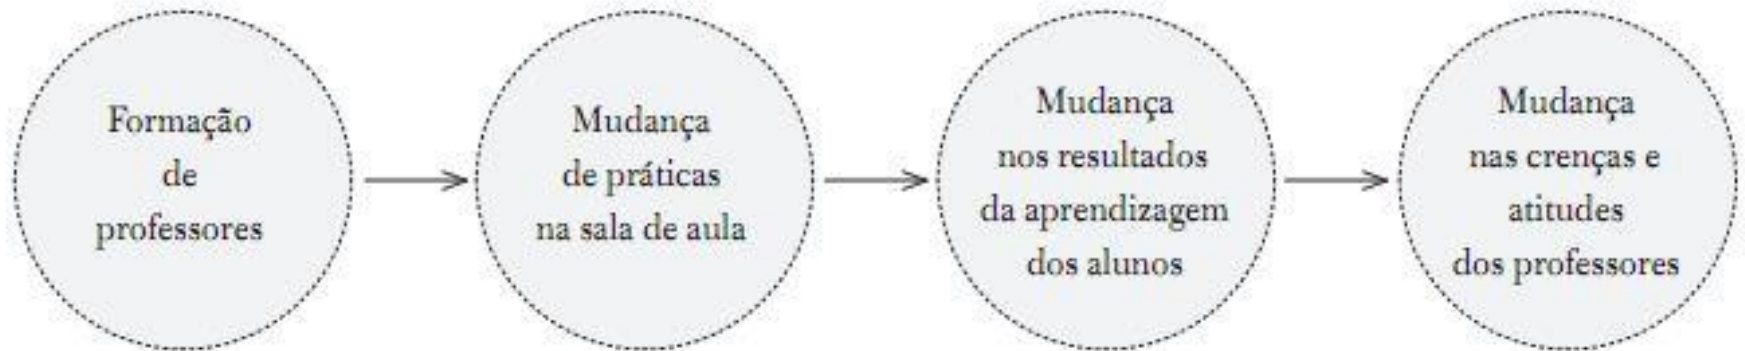 Formação
de
professores
Mudança
de práticas
na sala de aula
Mudança
nos resultados
da aprendizagem
dos alunos
Mudança
nas crenças e
atitudes
dos professores